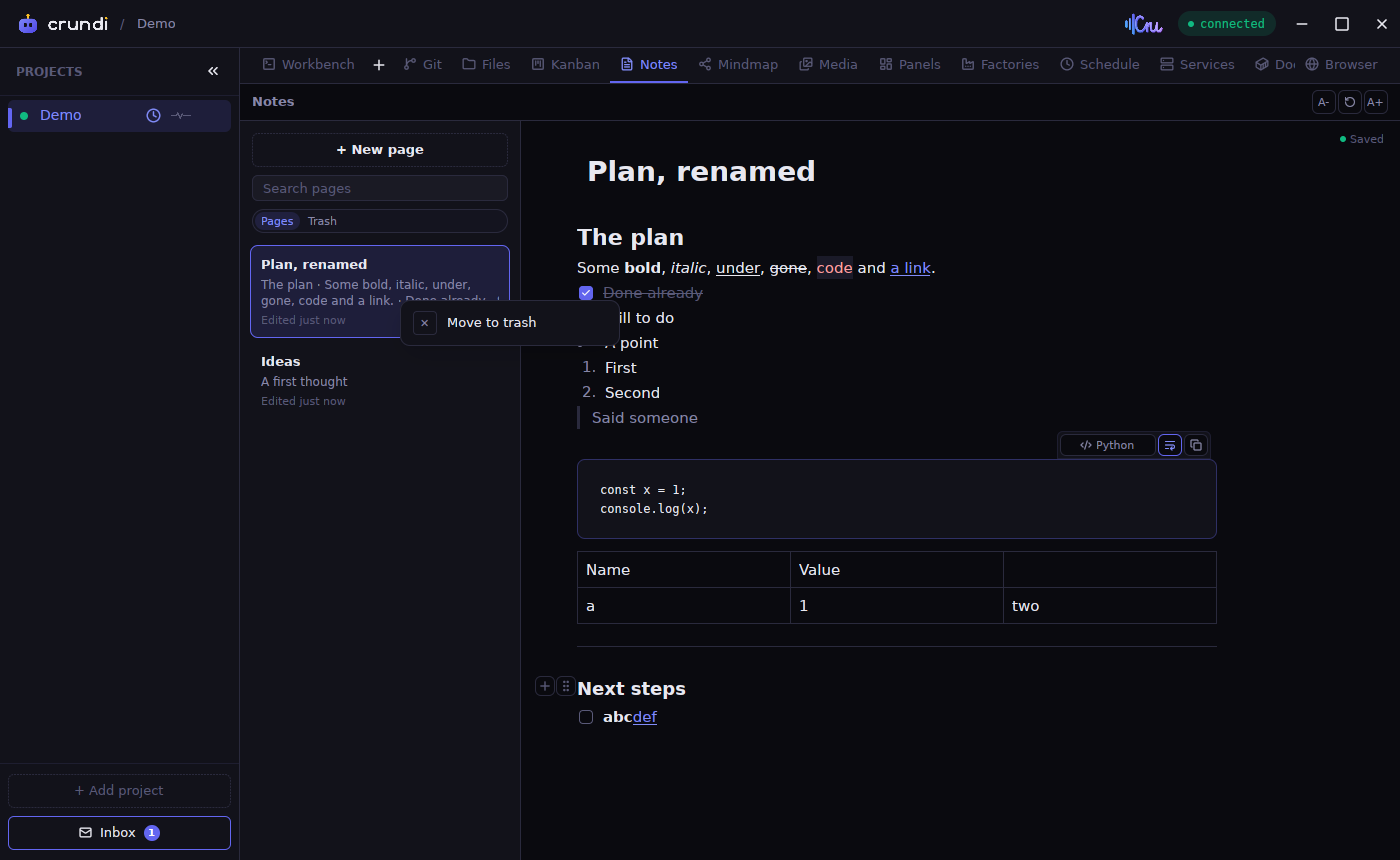 crundi / Demo
Cru
connected
PROJECTS
Demo
+ Add project
Inbox 1
Workbench + Git Files Kanban Notes Mindmap Media Panels Factories Schedule Services Browser
Notes
A- A+
+ New page
Search pages
Pages Trash
Plan, renamed
The plan · Some bold, italic, under,
gone, code and a link. · Done already
Edited just now
Move to trash
Ideas
A first thought
Edited just now
Saved
Plan, renamed
The plan
Some bold, italic, under, gone, code and a link.
Done already
to do
point
1. First
2. Second
Said someone
Python
const x = 1;
console.log(x);
Name Value
a 1 two
Next steps
abcdef